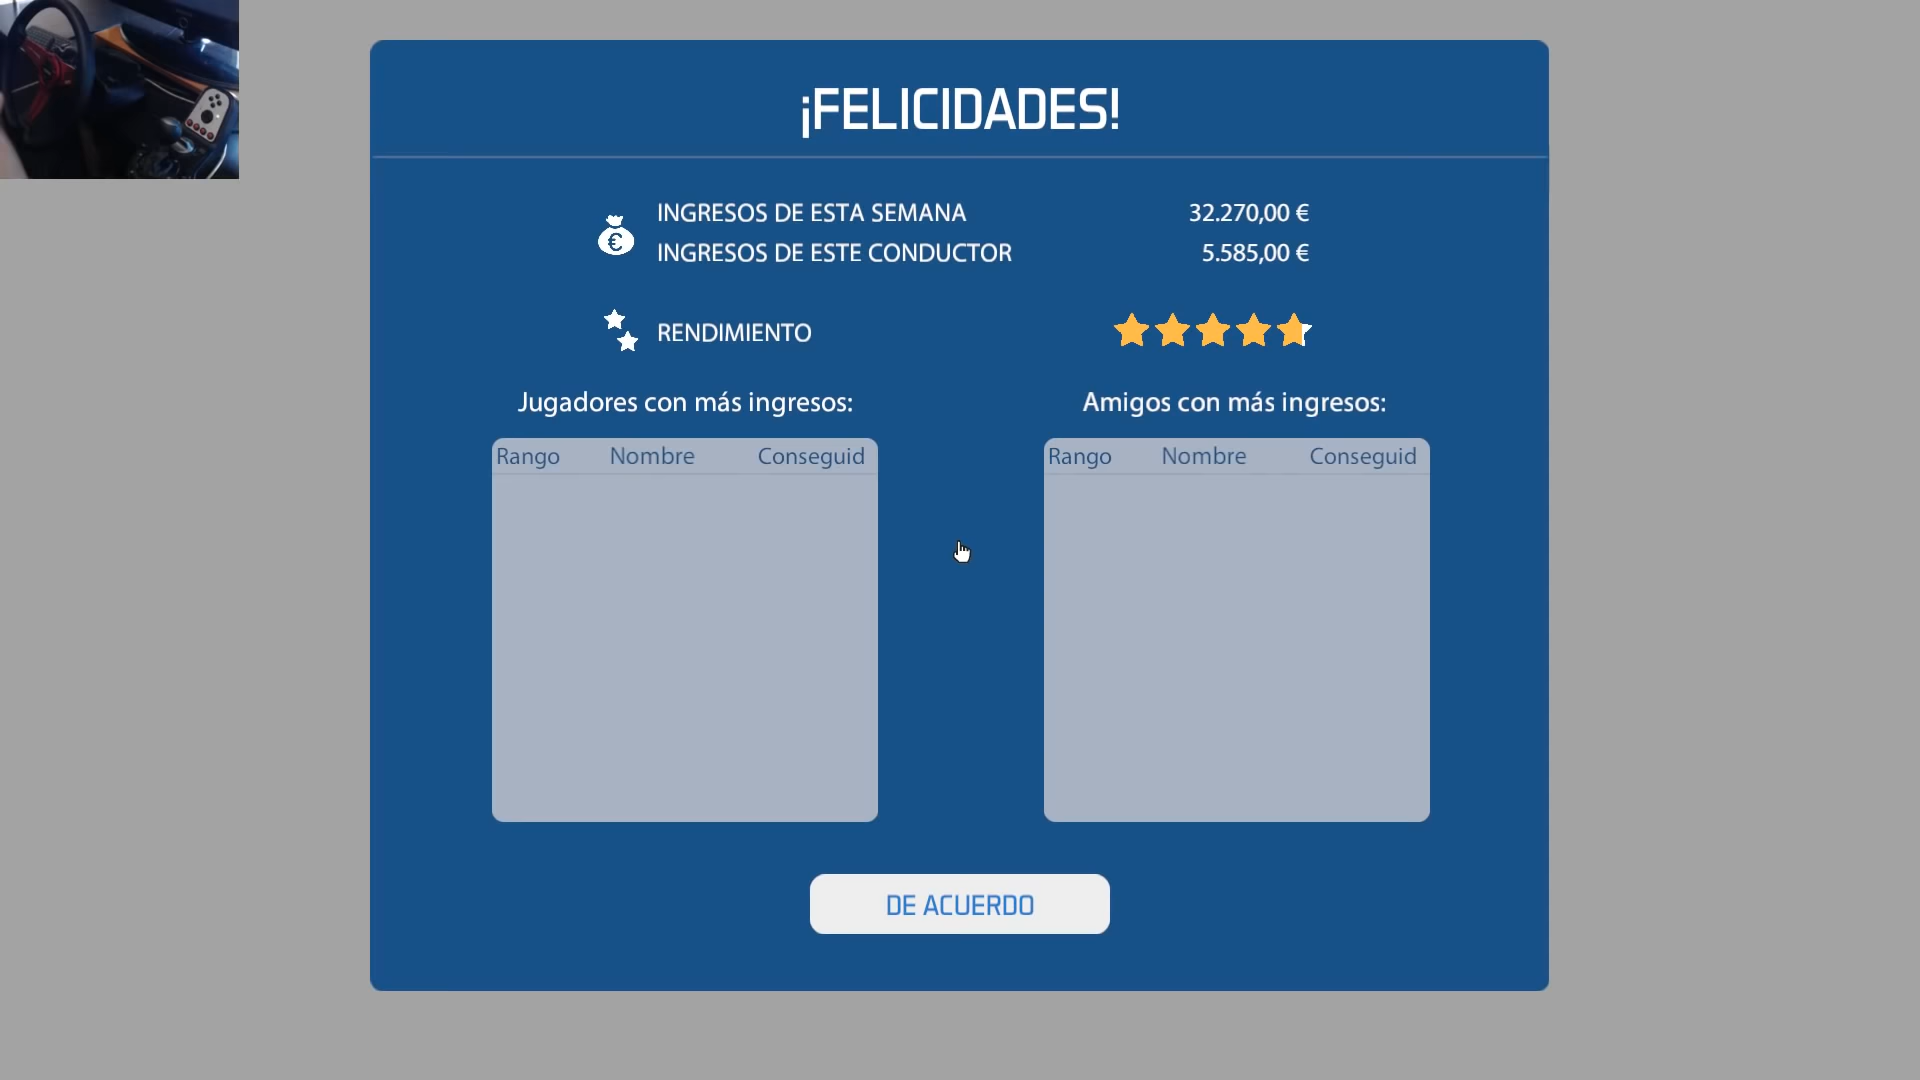 ¡FELICIDADES!
INGRESOS DE ESTA SEMANA 32.270,00 €
INGRESOS DE ESTE CONDUCTOR 5.585,00 €
RENDIMIENTO
Jugadores con más ingresos: Amigos con más ingresos:
Rango Nombre Conseguid Rango Nombre Conseguid
DE ACUERDO